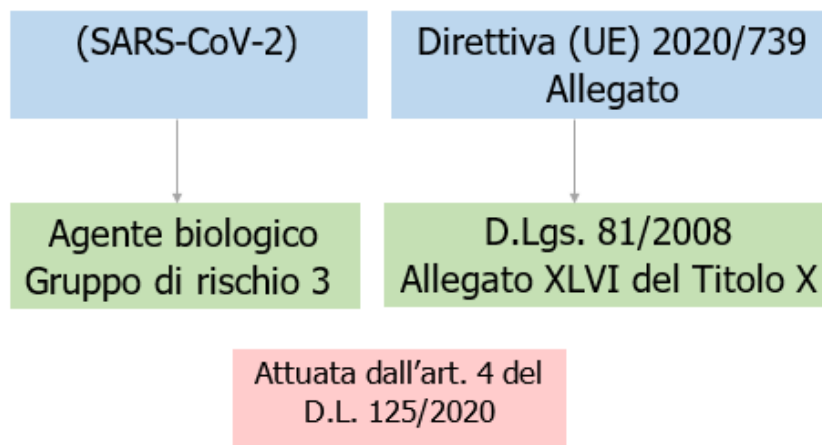 (SARS-CoV-2)
Direttiva (UE) 2020/739
Allegato
Agente biologico
Gruppo di rischio 3
D.Lgs. 81/2008
Allegato XLVI del Titolo X
Attuata dall'art. 4 del
D.L. 125/2020